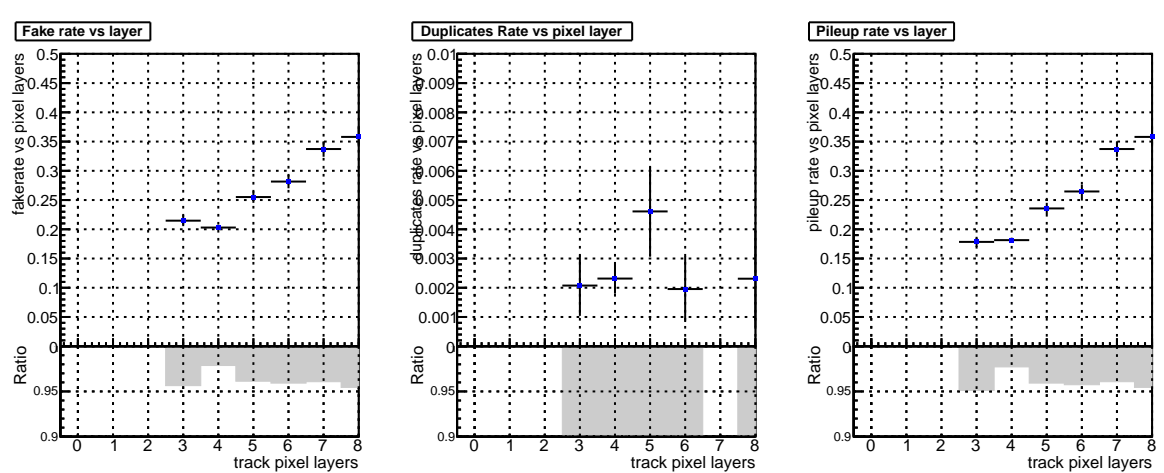 Fake rate vs layer
fakerate vs pixel layers
0.5
0.45
0.4
0.35
0.3
0.25
0.2
0.15
0.1
0.05
0
Ratio
0.95
0.9
0 1 2 3 4 5 6 7 8
track pixel layers
Duplicates Rate vs pixel layer
duplicates rate vs pixel layers
0.01
0.009
0.008
0.007
0.006
0.005
0.004
0.003
0.002
0.001
0
Ratio
0.95
0.9
0 1 2 3 4 5 6 7 8
track pixel layers
Pileup rate vs layer
pileup rate vs pixel layers
0.5
0.45
0.4
0.35
0.3
0.25
0.2
0.15
0.1
0.05
0
Ratio
0.95
0.9
0 1 2 3 4 5 6 7 8
track pixel layers